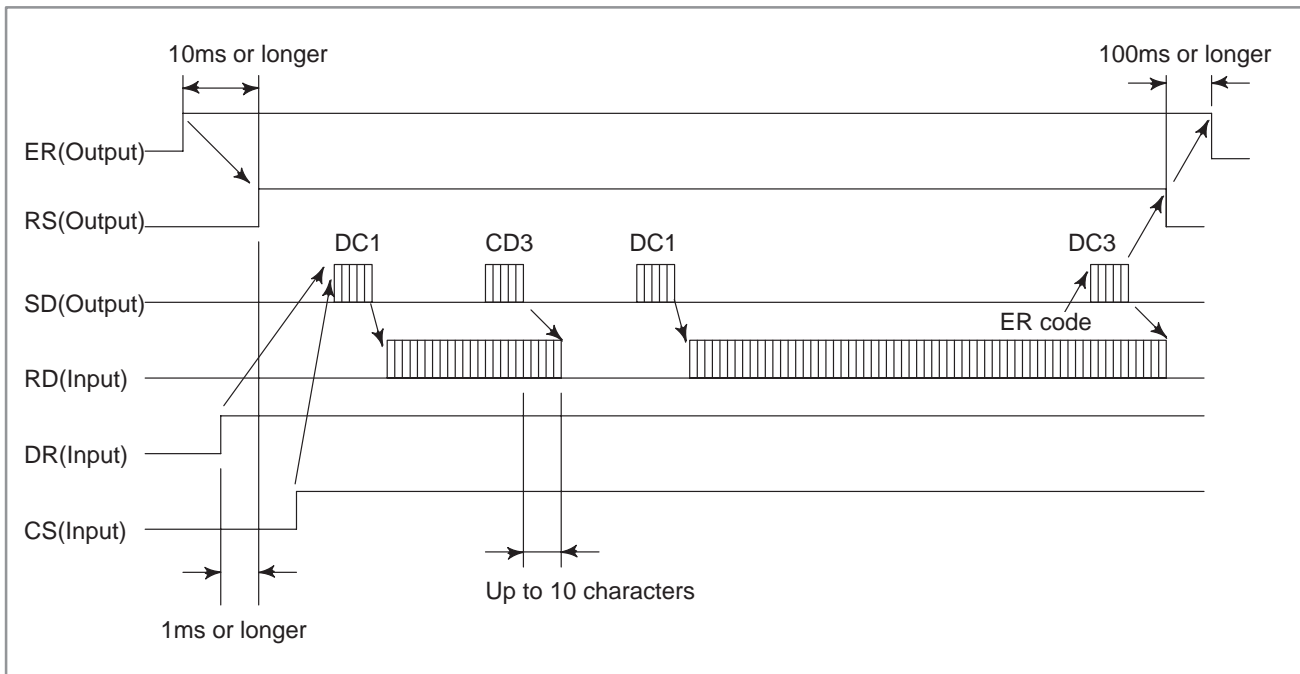 10ms or longer
100ms or longer
ER(Output)
RS(Output)
DC1
CD3
DC1
DC3
SD(Output)
ER code
RD(Input)
DR(Input)
CS(Input)
Up to 10 characters
1ms or longer